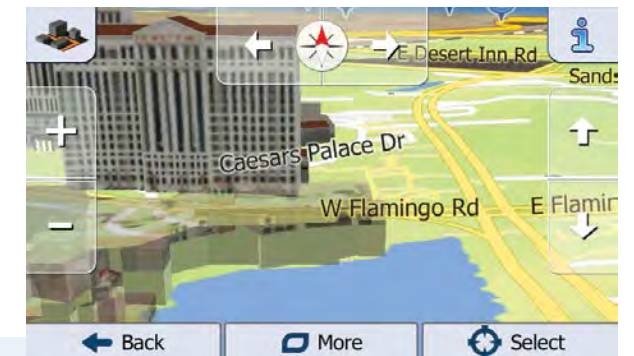 E Desert Inn Rd
Sands
Caesars Palace Dr
W Flamingo Rd
E Flamin
Back
More
Select